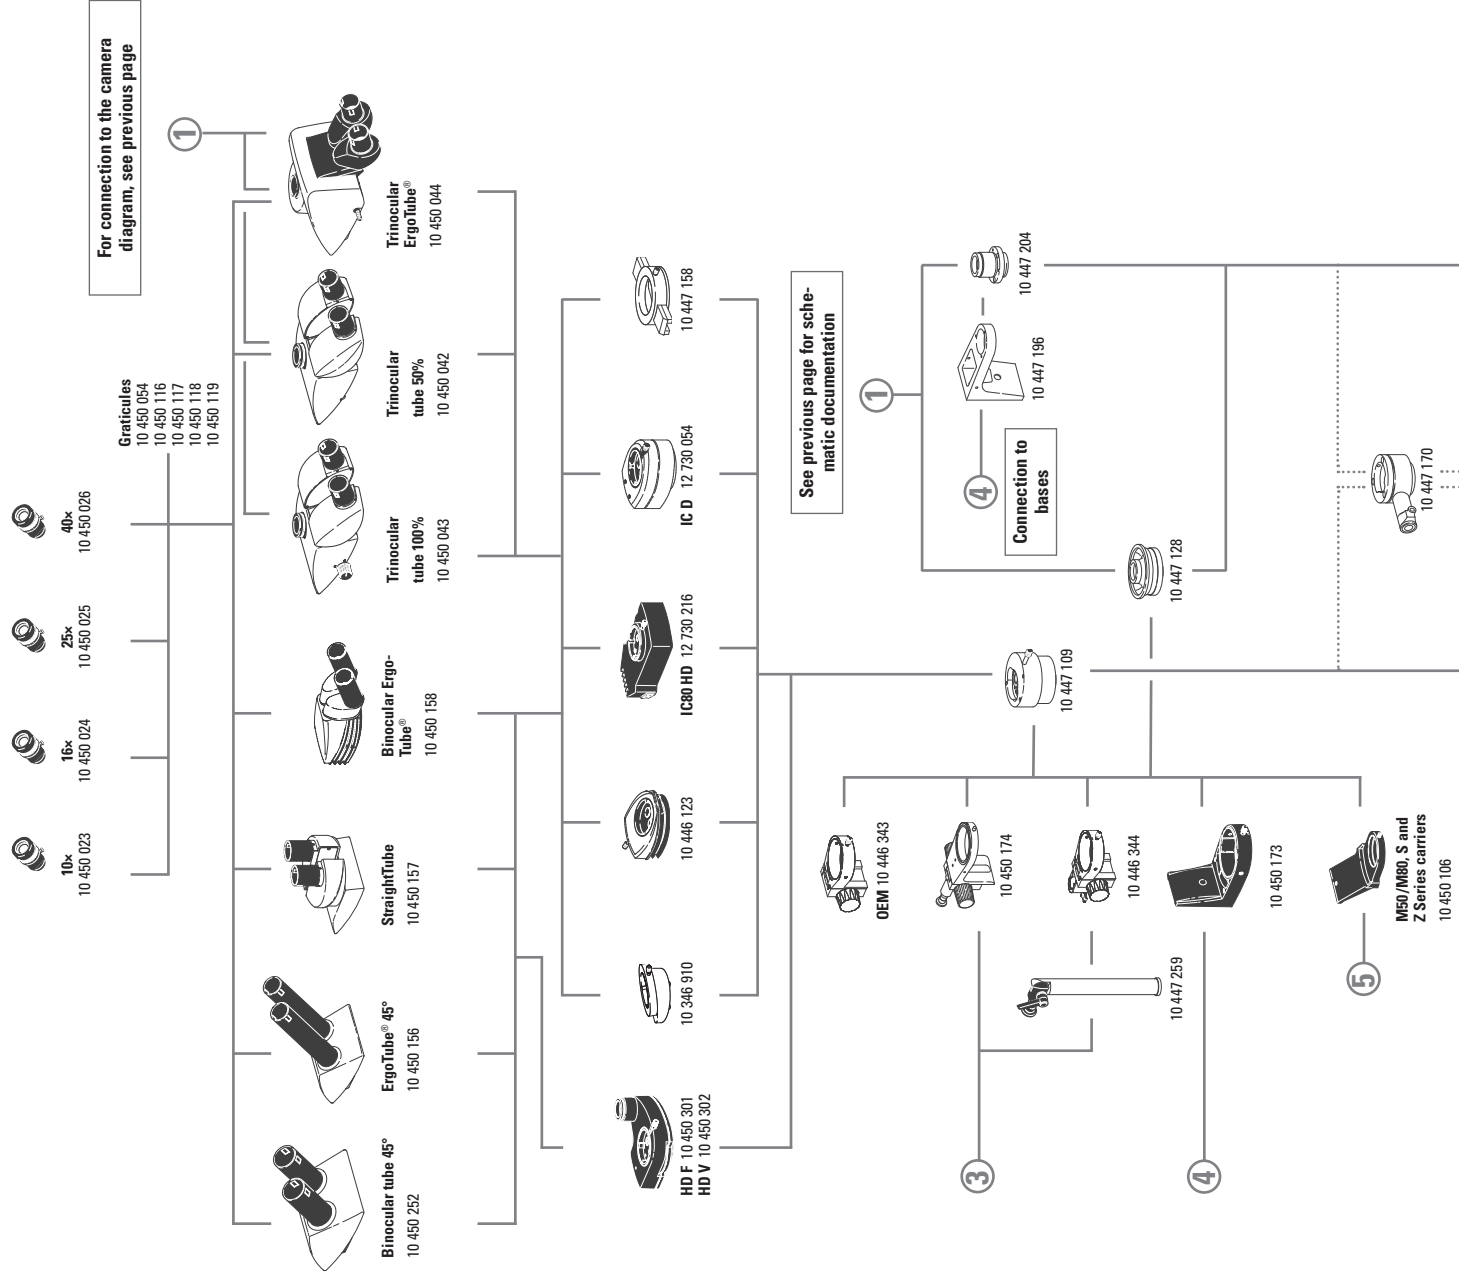 For connection to the camera
diagram, see previous page
1
40×
10 450 026
25×
10 450 025
16×
10 450 024
10×
10 450 023
Graticules
10 450 054
10 450 116
10 450 117
10 450 118
10 450 119
Binocular tube 45°
10 450 252
ErgoTube® 45°
10 450 156
StraightTube
10 450 157
Binocular Ergo-
Tube®
10 450 158
Trinocular
tube 100%
10 450 043
Trinocular
tube 50%
10 450 042
Trinocular
ErgoTube®
10 450 044
HD F 10 450 301
HD V 10 450 302
10 346 910
10 446 123
IC80 HD 12 730 216
IC D 12 730 054
10 447 158
See previous page for sche-
matic documentation
1
10 447 204
10 447 196
4
Connection to
bases
10 447 128
10 447 109
10 447 170
OEM 10 446 343
10 450 174
10 446 344
10 450 173
M50/M80, S and
Z Series carriers
10 450 106
10 447 259
3
4
5